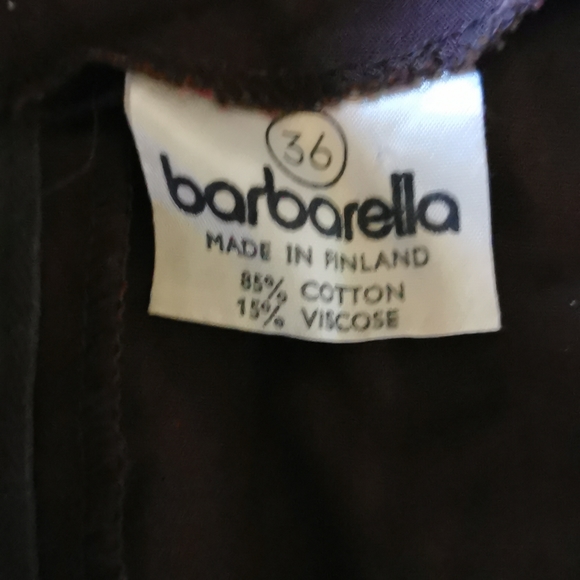 36
barbarella
MADE IN FINLAND
85% COTTON
15% VISCOSE